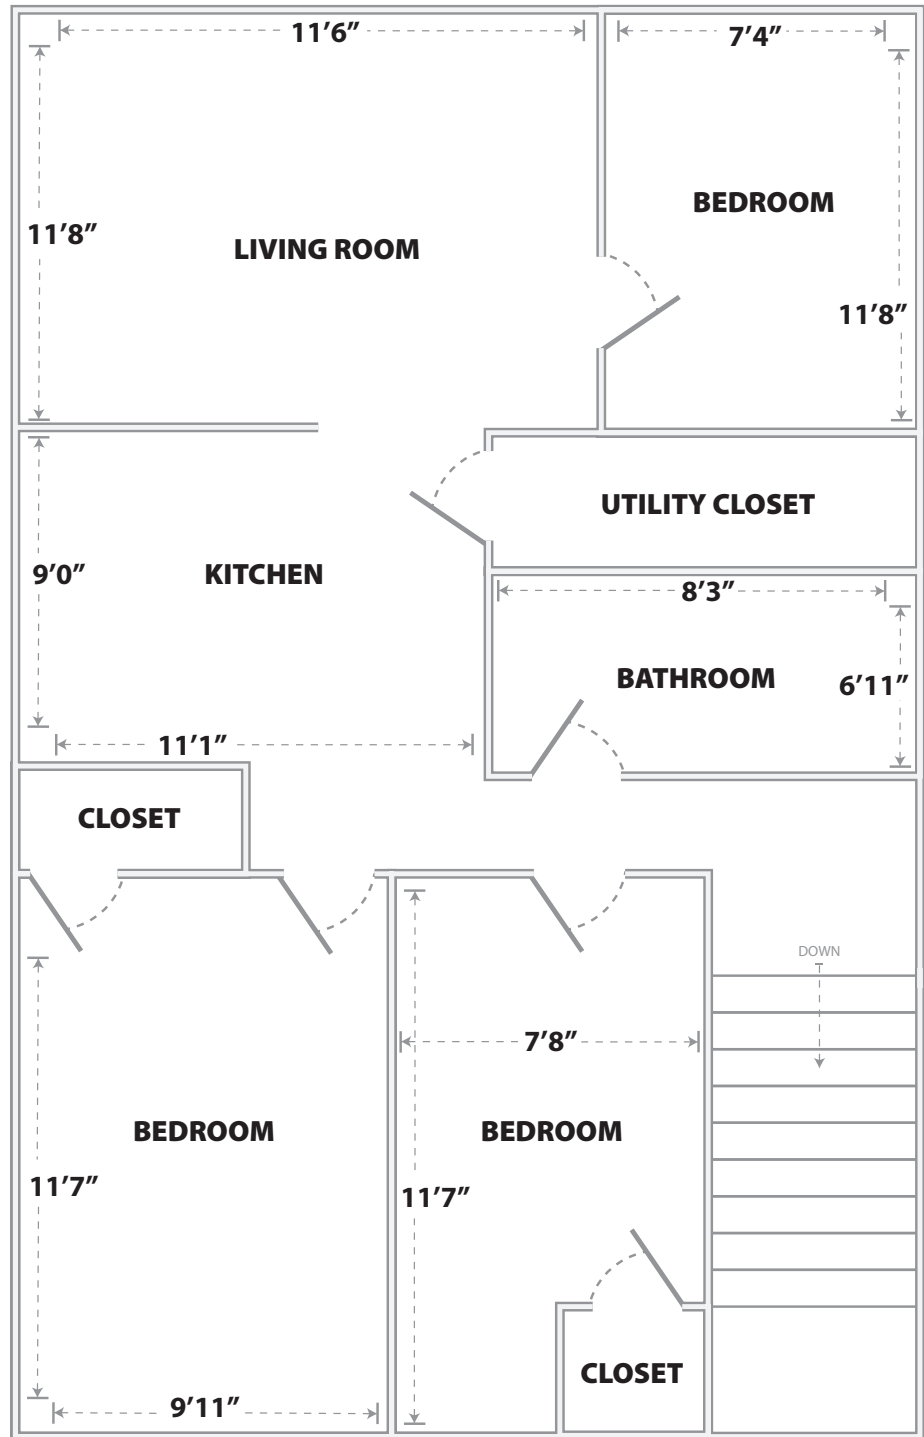 11’6”
7’4”
BEDROOM
11’8”
LIVING ROOM
11’8”
UTILITY CLOSET
9’0”
KITCHEN
8’3”
BATHROOM
6’11”
11’1”
CLOSET
DOWN
7’8”
BEDROOM
BEDROOM
11’7”
11’7”
CLOSET
9’11”